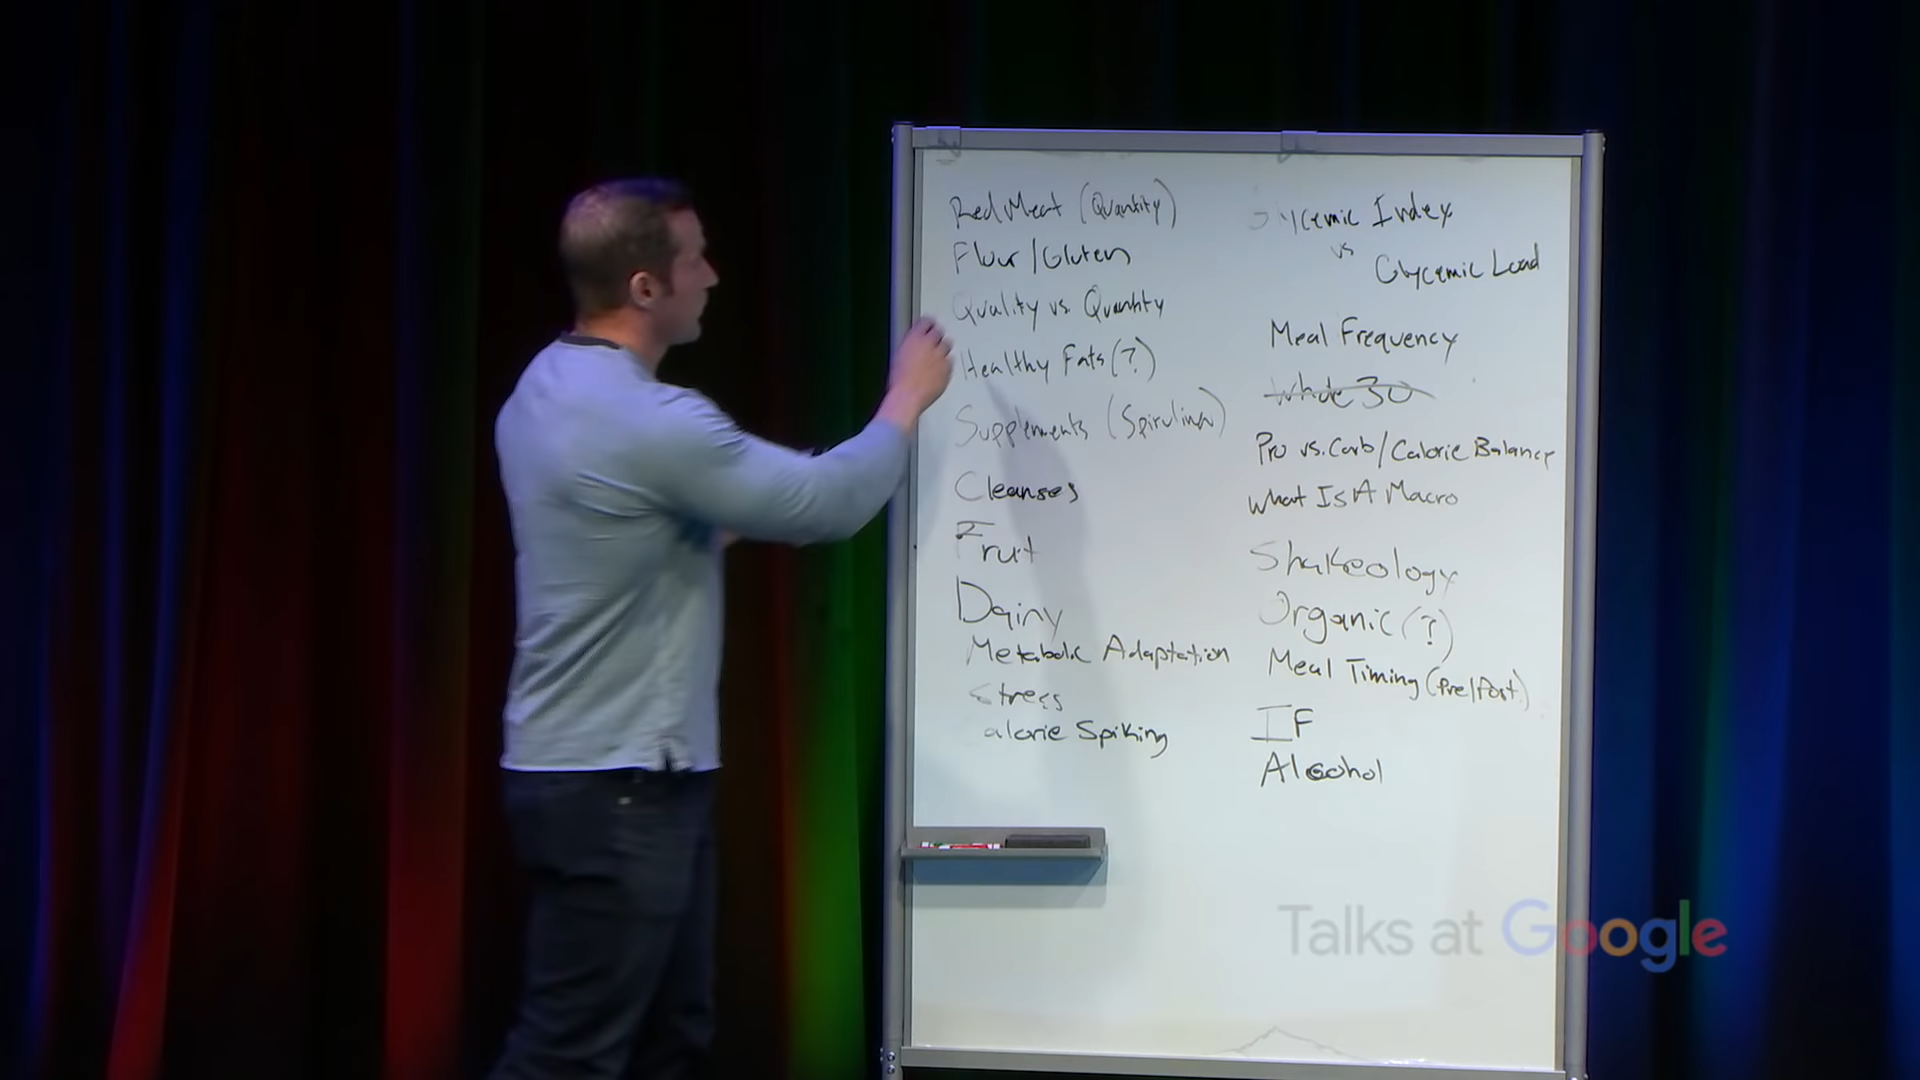 Red Meat (Quantity)
Flour/Gluten
Quality vs. Quantity
Healthy Fats (?)
Supplements (Spirulina)
Cleanses
Fruit
Dairy
Metabolic Adaptation
Stress
alorie Spiking
Glycemic Index
vs
Glycemic Load
Meal Frequency
Whole 30
Pro vs. Carb/Calorie Balance
What Is A Macro
Shakeology
Organic (?)
Meal Timing (Pre/Post)
IF
Alcohol
Talks at Google